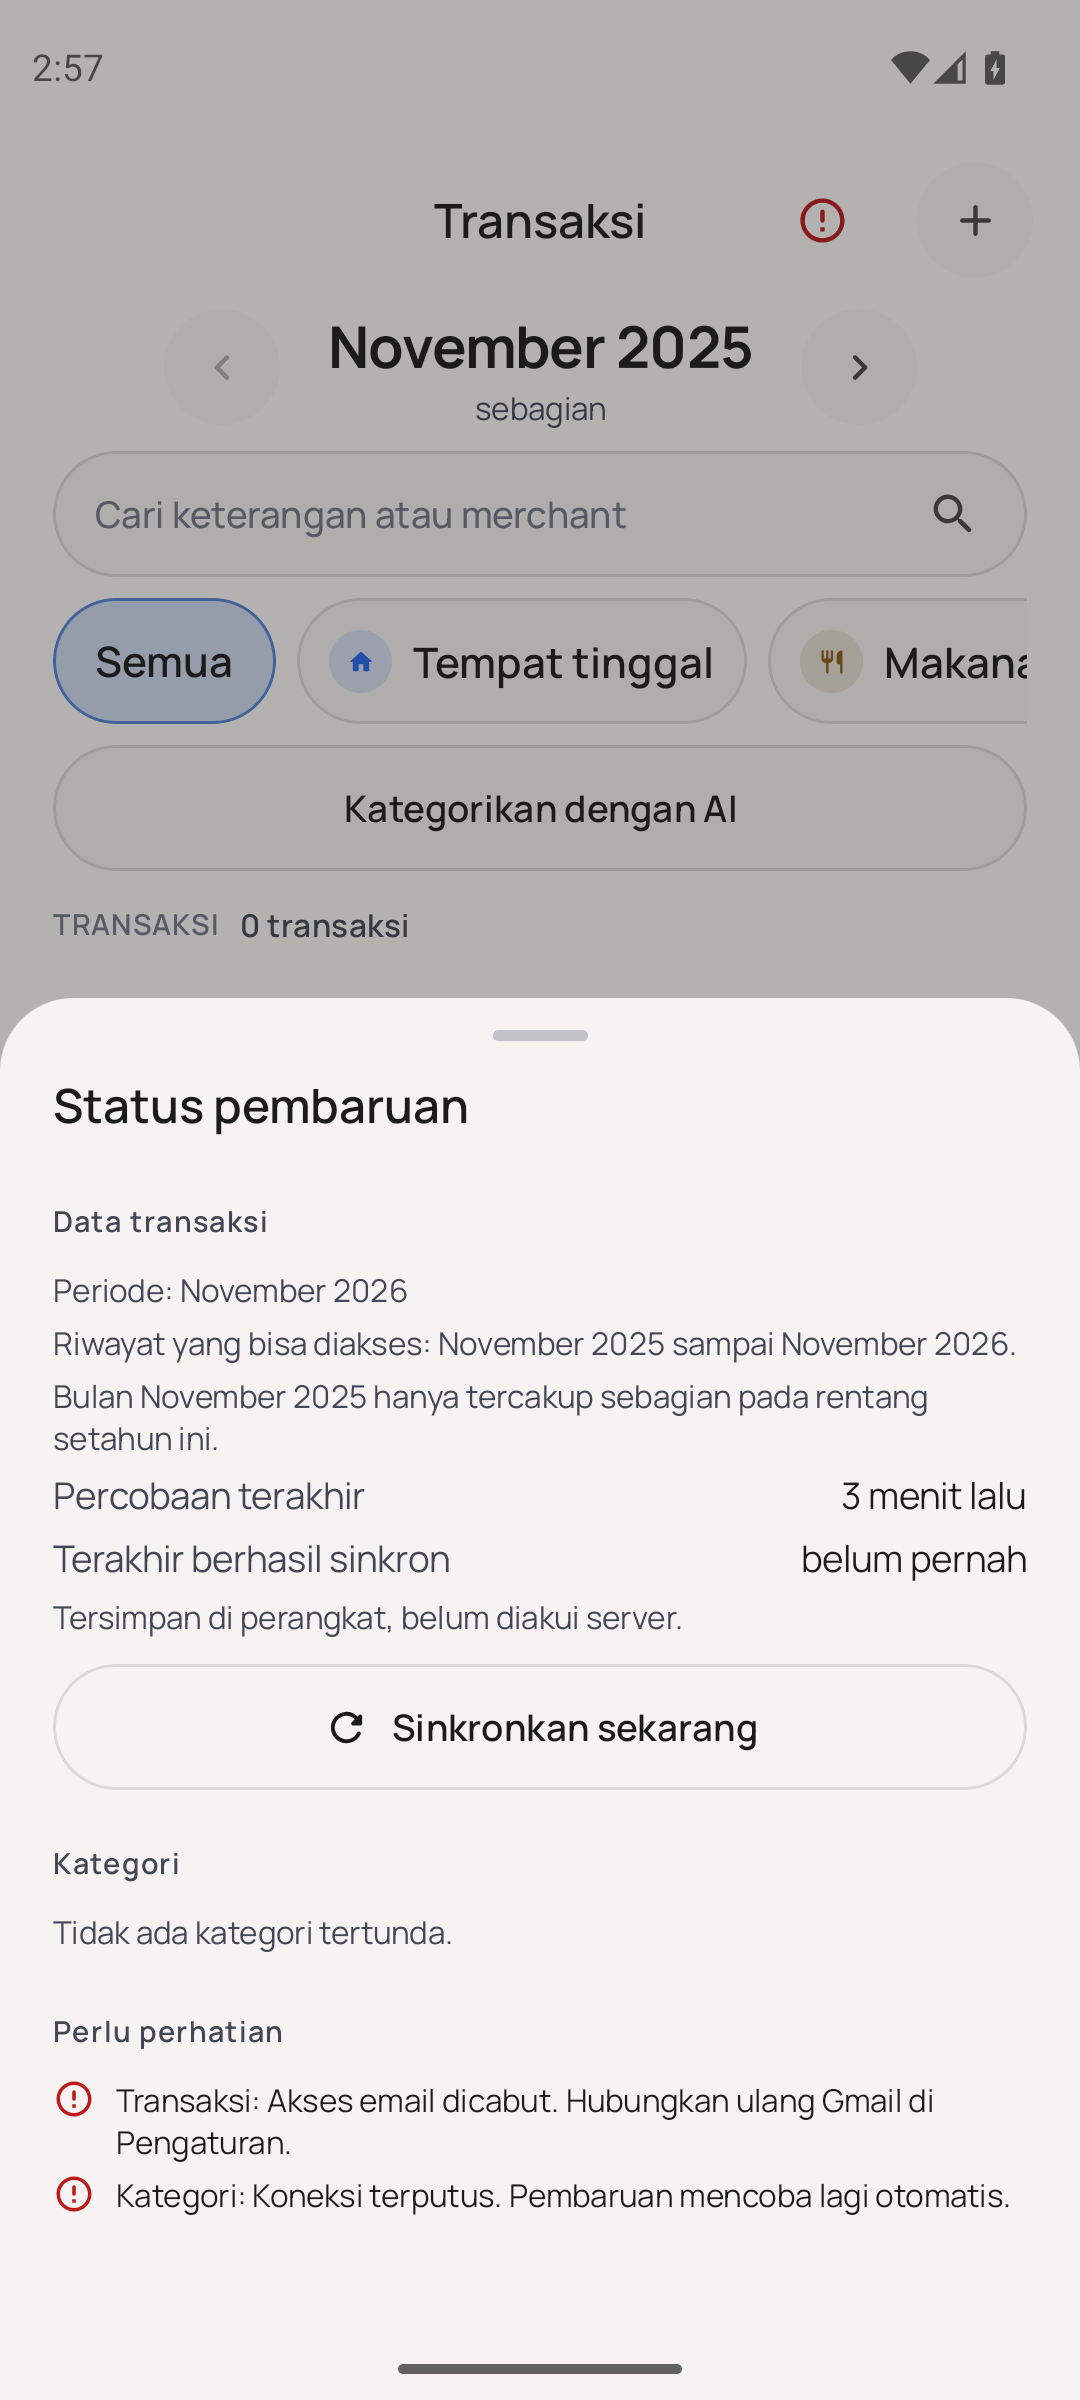 2:57
Transaksi
November 2025
sebagian
Cari keterangan atau merchant
Semua
Tempat tinggal
Makana
Kategorikan dengan AI
TRANSAKSI 0 transaksi
Status pembaruan
Data transaksi
Periode: November 2026
Riwayat yang bisa diakses: November 2025 sampai November 2026.
Bulan November 2025 hanya tercakup sebagian pada rentang
setahun ini.
Percobaan terakhir 3 menit lalu
Terakhir berhasil sinkron belum pernah
Tersimpan di perangkat, belum diakui server.
Sinkronkan sekarang
Kategori
Tidak ada kategori tertunda.
Perlu perhatian
Transaksi: Akses email dicabut. Hubungkan ulang Gmail di
Pengaturan.
Kategori: Koneksi terputus. Pembaruan mencoba lagi otomatis.